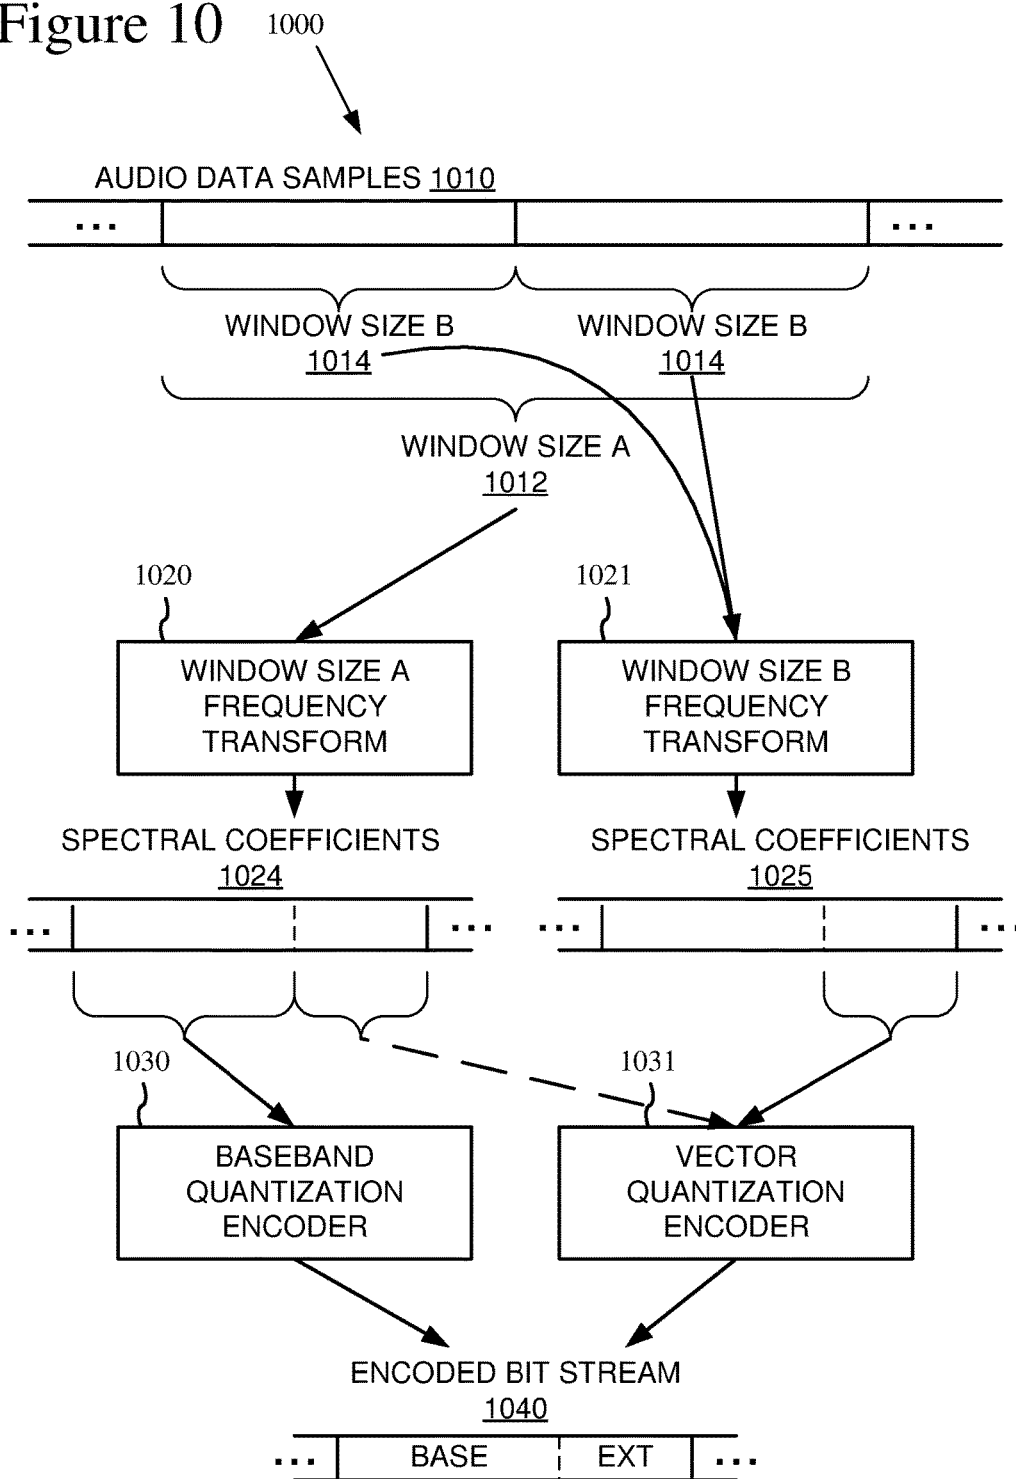 Figure 10
1000
AUDIO DATA SAMPLES 1010
... ...
WINDOW SIZE B WINDOW SIZE B
1014 1014
WINDOW SIZE A
1012
1020 1021
WINDOW SIZE A
FREQUENCY
TRANSFORM
WINDOW SIZE B
FREQUENCY
TRANSFORM
SPECTRAL COEFFICIENTS
1024
SPECTRAL COEFFICIENTS
1025
... ... ... ...
1030 1031
BASEBAND
QUANTIZATION
ENCODER
VECTOR
QUANTIZATION
ENCODER
ENCODED BIT STREAM
1040
... BASE EXT ...